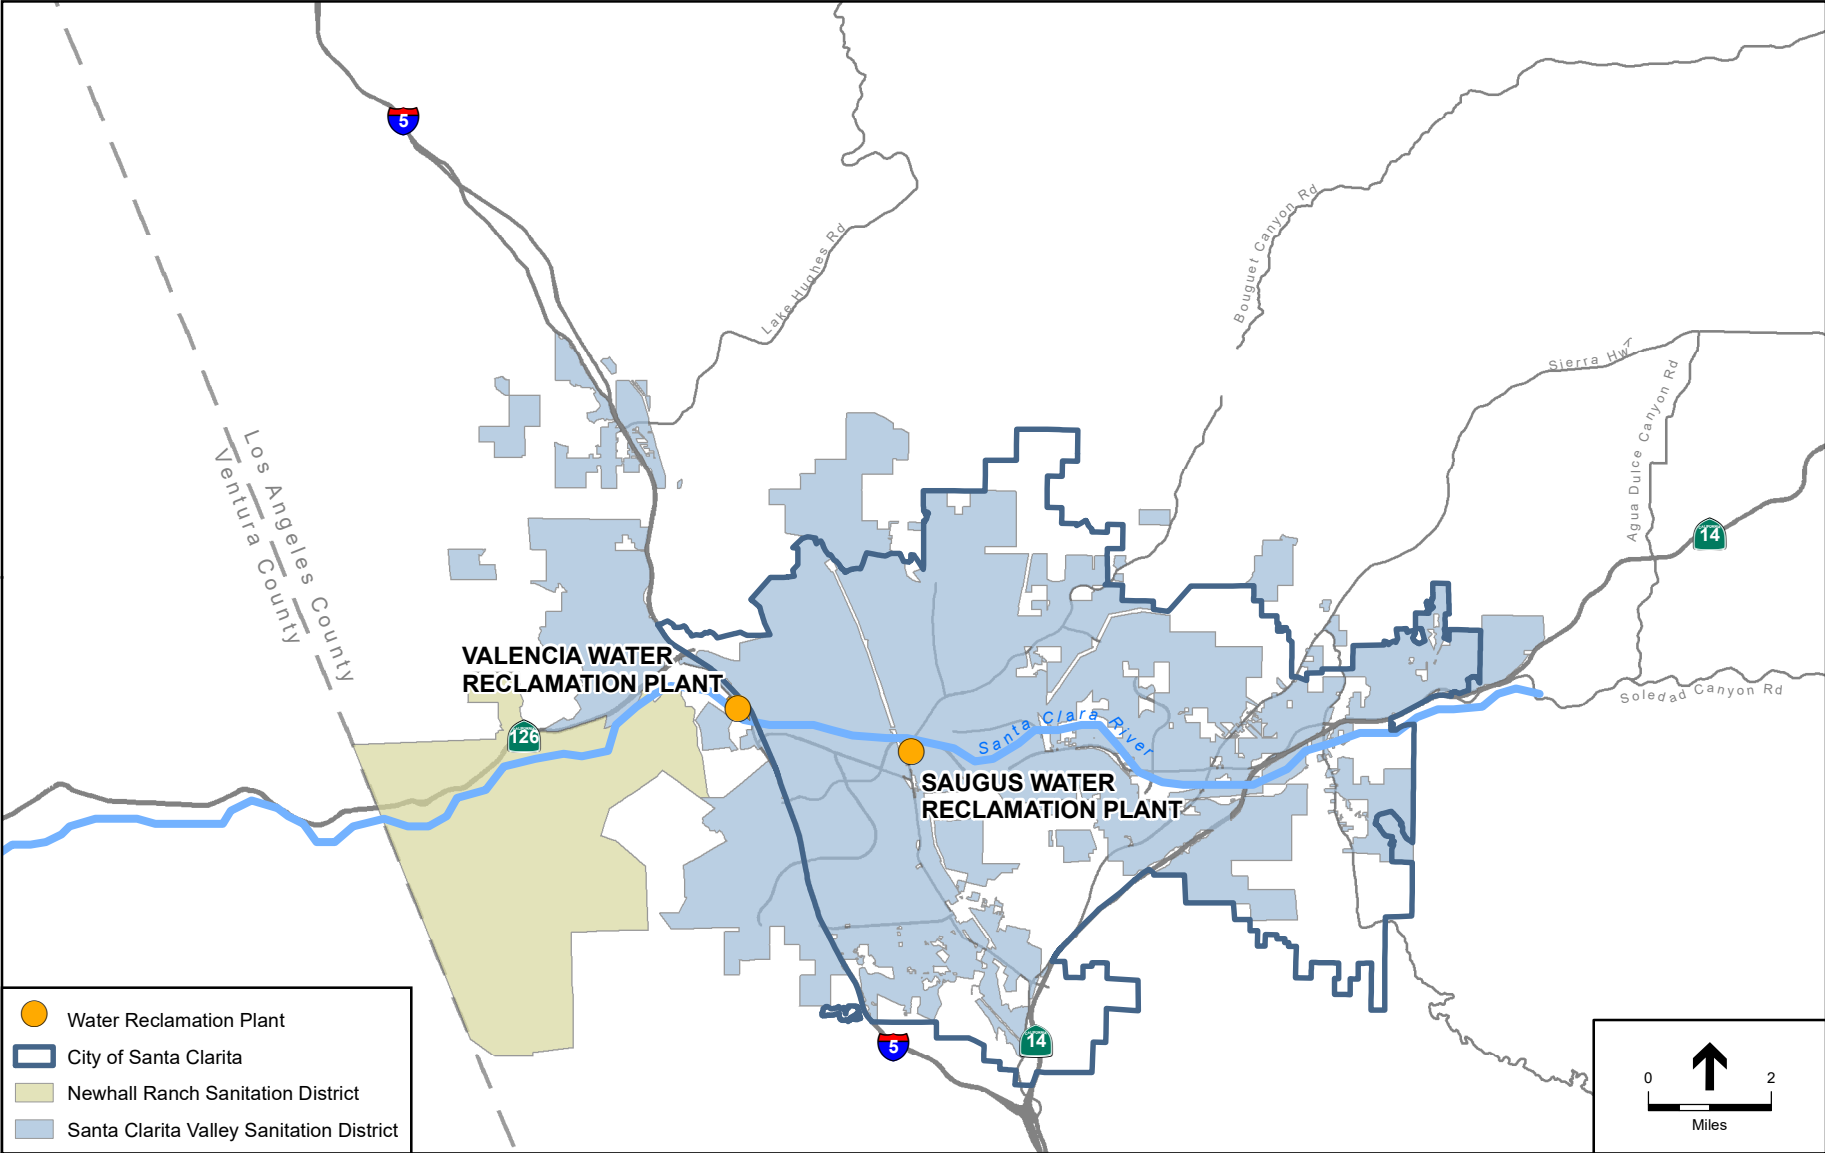 5
Lake Hughes Rd
Bouguet Canyon Rd
Sierra Hwy
Agua Dulce Canyon Rd
14
Los Angeles County
Ventura County
VALENCIA WATER
RECLAMATION PLANT
Soledad Canyon Rd
126
Santa Clara River
SAUGUS WATER
RECLAMATION PLANT
5
14
Water Reclamation Plant
City of Santa Clarita
Newhall Ranch Sanitation District
Santa Clarita Valley Sanitation District
0 2
Miles